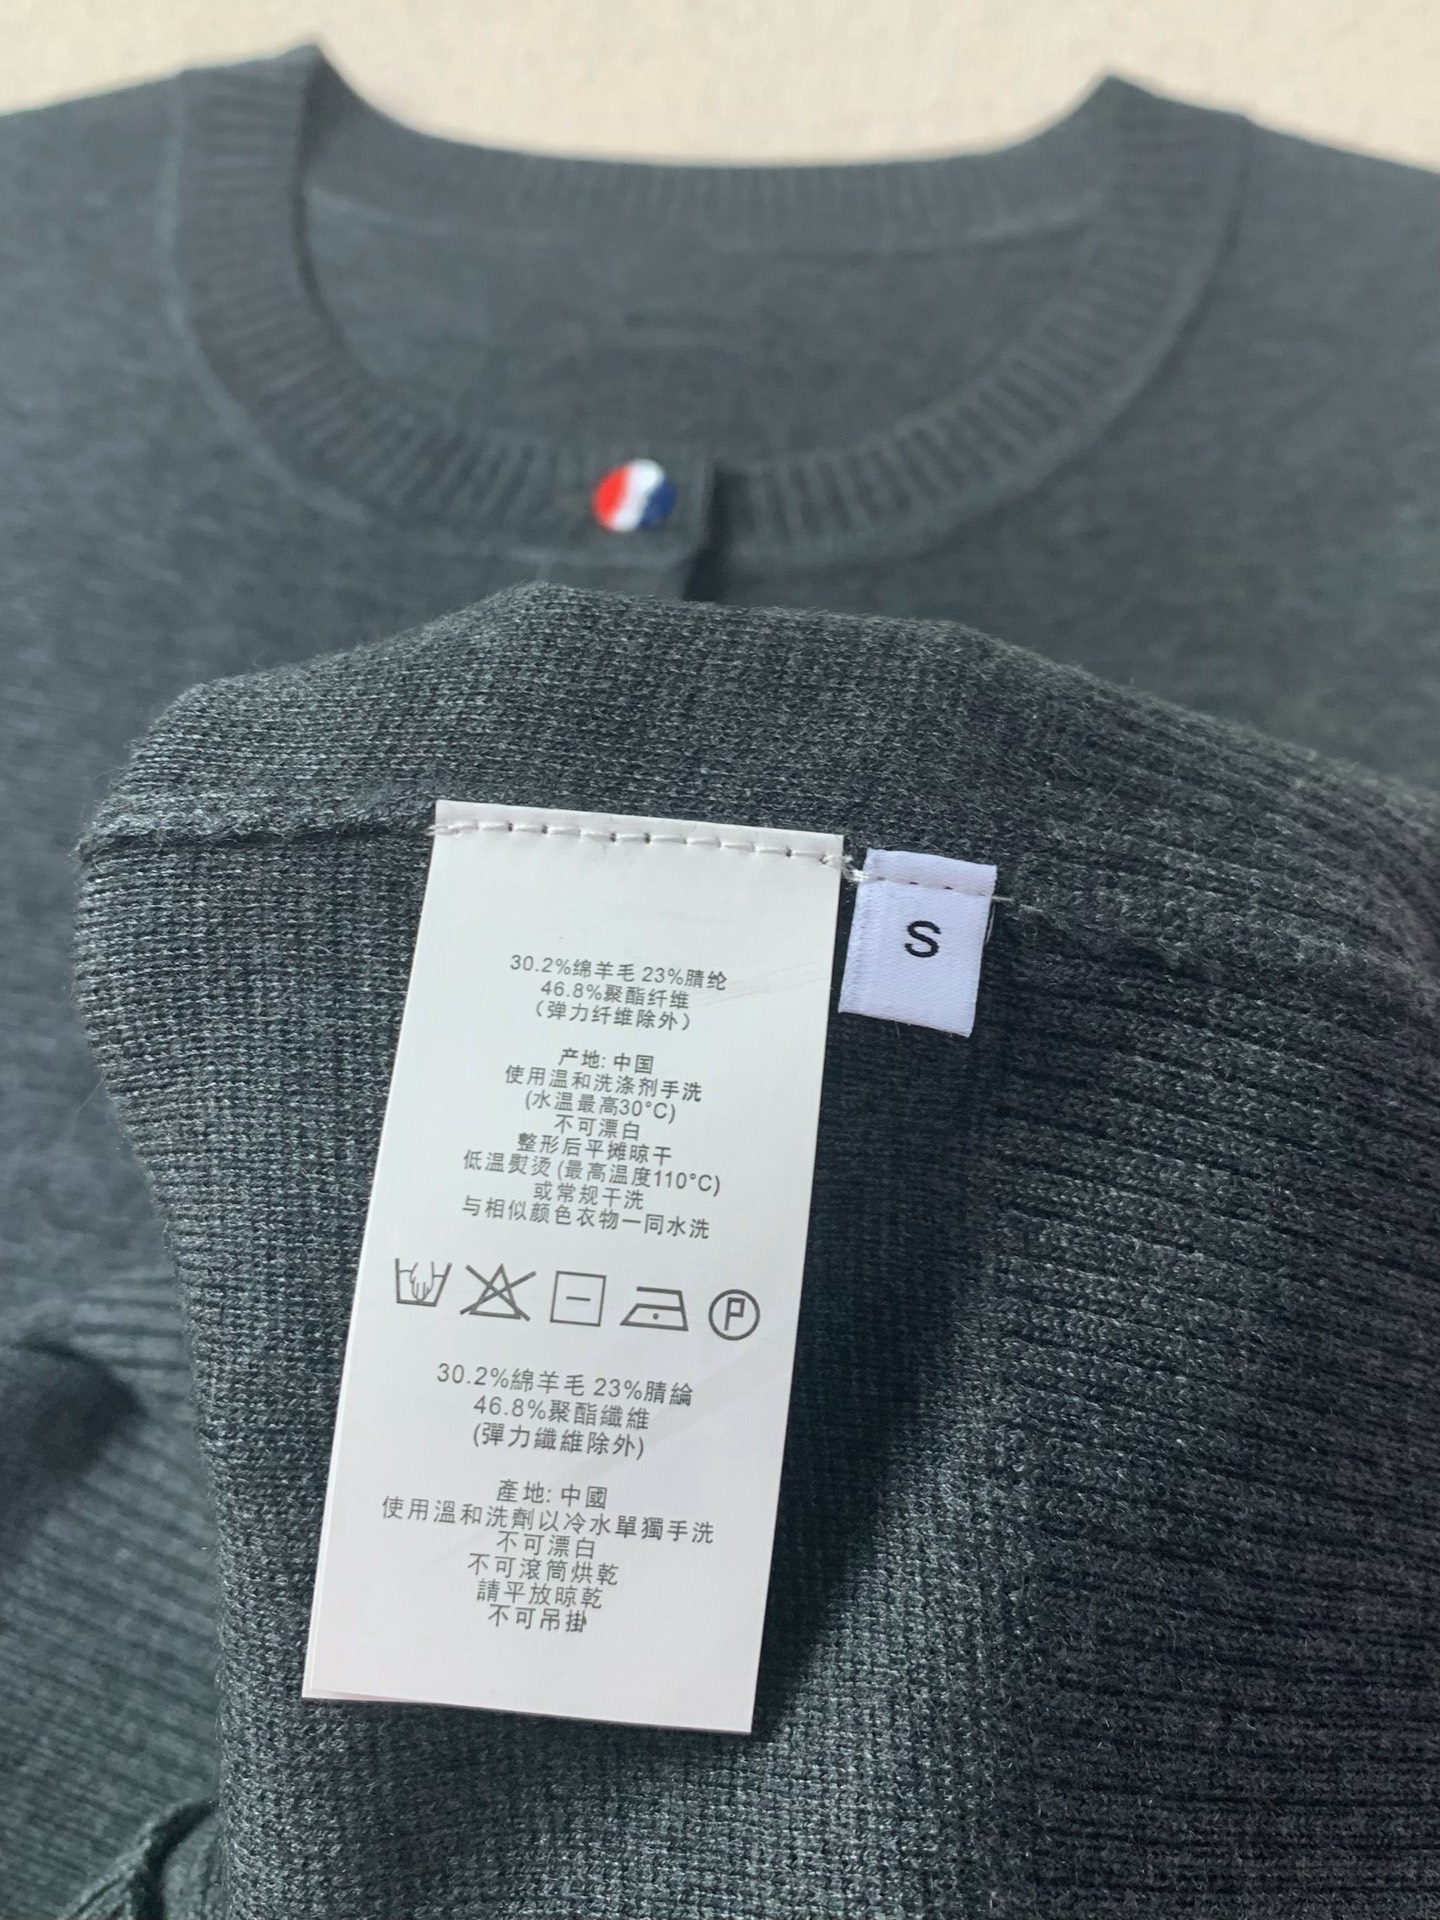 30.2%绵羊毛 23%腈纶
46.8%聚酯纤维
（弹力纤维除外）
产地: 中国
使用温和洗涤剂手洗
(水温最高30°C)
不可漂白
整形后平摊晾干
低温熨烫 (最高温度110°C)
或常规干洗
与相似颜色衣物一同水洗
P
30.2%綿羊毛 23%腈綸
46.8%聚酯纖維
(彈力纖維除外)
產地: 中國
使用溫和洗劑以冷水單獨手洗
不可漂白
不可滾筒烘乾
請平放晾乾
不可吊掛
S